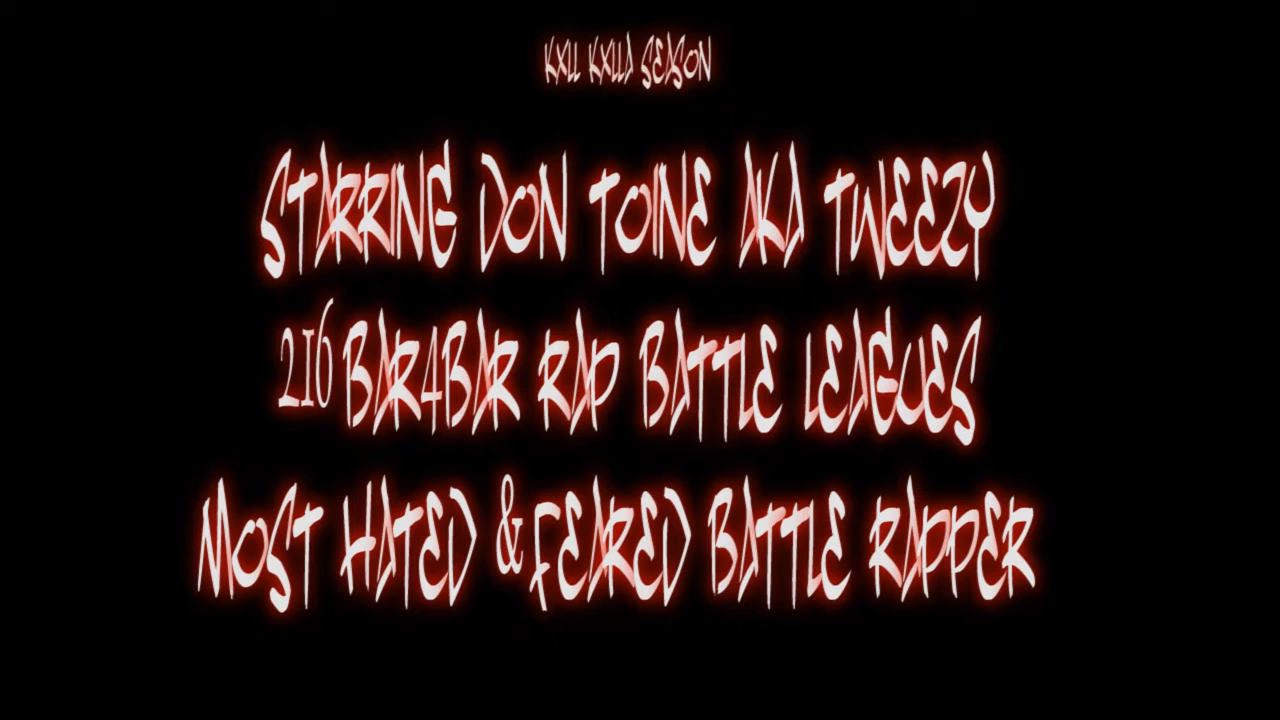 KXLL KXLLA SEASON
STARRING DON TOINE AKA TWEEZY
216 BAR4BAR RAP BATTLE LEAGUES
MOST HATED & FEARED BATTLE RAPPER